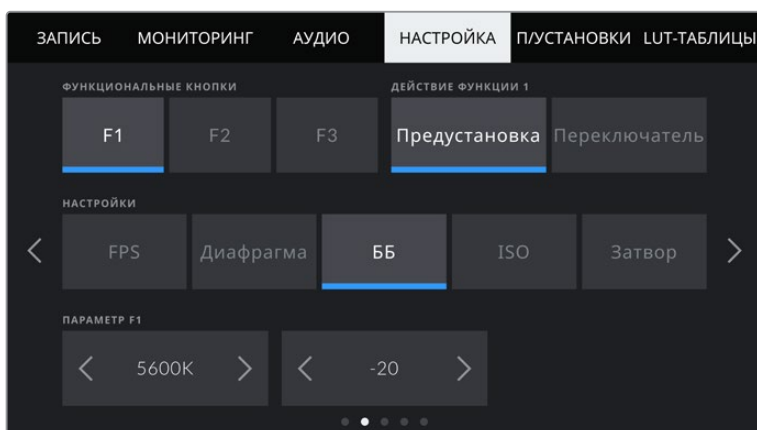 ЗАПИСЬ МОНИТОРИНГ АУДИО НАСТРОЙКА П/УСТАНОВКИ LUT-ТАБЛИЦЫ
ФУНКЦИОНАЛЬНЫЕ КНОПКИ ДЕЙСТВИЕ ФУНКЦИИ 1
F1 F2 F3 Предустановка Переключатель
НАСТРОЙКИ
FPS Диафрагма ББ ISO Затвор
ПАРАМЕТР F1
5600K -20